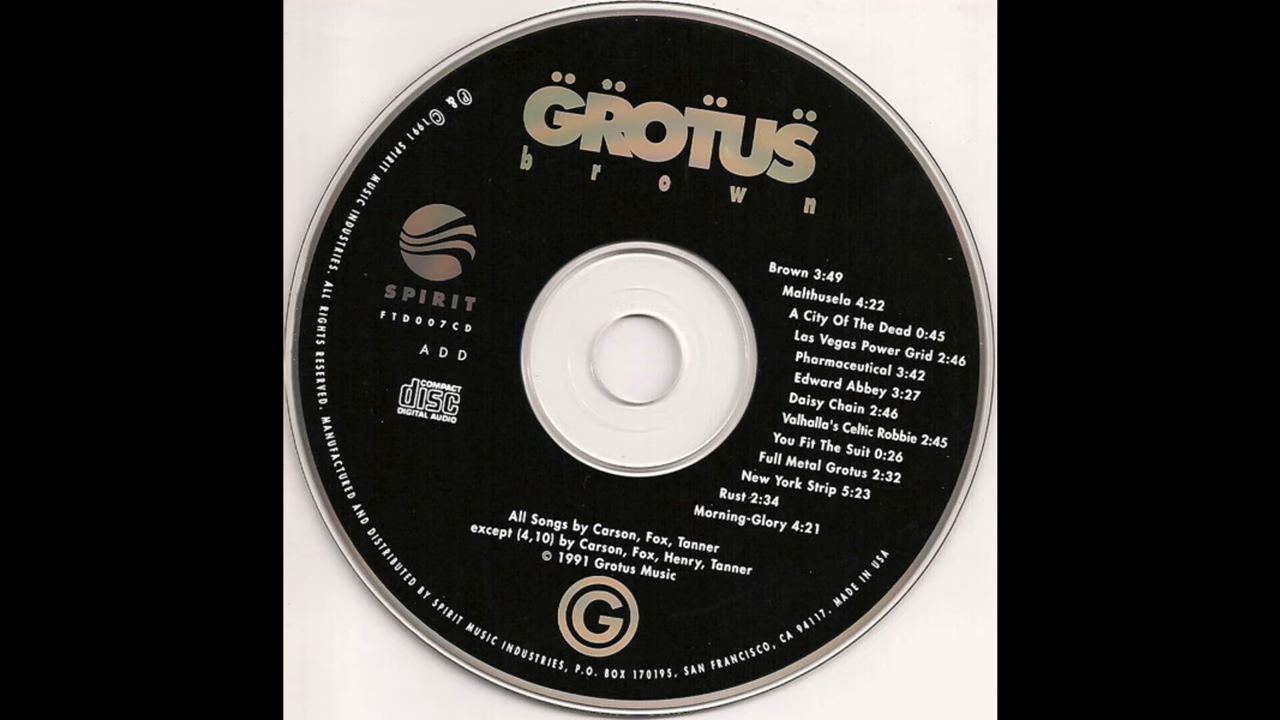 G̈R̈OT̈US̈
brown
℗ & © 1991 SPIRIT MUSIC INDUSTRIES. ALL RIGHTS RESERVED. MANUFACTURED AND DISTRIBUTED BY SPIRIT MUSIC INDUSTRIES, P.O. BOX 170195, SAN FRANCISCO, CA 94117. MADE IN USA
SPIRIT
FTD007CD
ADD
COMPACT
disc
DIGITAL AUDIO
Brown 3:49
Malthusela 4:22
A City Of The Dead 0:45
Las Vegas Power Grid 2:46
Pharmaceutical 3:42
Edward Abbey 3:27
Daisy Chain 2:46
Valhalla's Celtic Robbie 2:45
You Fit The Suit 0:26
Full Metal Grotus 2:32
New York Strip 5:23
Rust 2:34
Morning-Glory 4:21
All Songs by Carson, Fox, Tanner
except (4,10) by Carson, Fox, Henry, Tanner
© 1991 Grotus Music
G